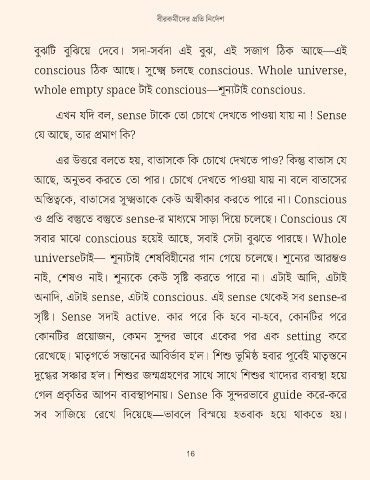 বীরকর্মীদের প্রতি নির্দেশ
বুঝটি বুঝিয়ে দেবে। সদা-সর্বদা এই বুঝ, এই সজাগ ঠিক আছে—এই
conscious ঠিক আছে। সূক্ষ্মে চলছে conscious. Whole universe,
whole empty space টাই conscious—শূন্যটাই conscious.
এখন যদি বল, sense টাকে তো চোখে দেখতে পাওয়া যায় না ! Sense
যে আছে, তার প্রমাণ কি?
এর উত্তরে বলতে হয়, বাতাসকে কি চোখে দেখতে পাও? কিন্তু বাতাস যে
আছে, অনুভব করতে তো পার। চোখে দেখতে পাওয়া যায় না বলে বাতাসের
অস্তিত্বকে, বাতাসের সূক্ষ্মতাকে কেউ অস্বীকার করতে পারে না। Conscious
ও প্রতি বস্তুতে বস্তুতে sense-র মাধ্যমে সাড়া দিয়ে চলেছে। Conscious যে
সবার মাঝে conscious হয়েই আছে, সবাই সেটা বুঝতে পারছে। Whole
universeটাই— শূন্যটাই শেষবিহীনের গান গেয়ে চলেছে। শূন্যের আরম্ভও
নাই, শেষও নাই। শূন্যকে কেউ সৃষ্টি করতে পারে না। এটাই আদি, এটাই
অনাদি, এটাই sense, এটাই conscious. এই sense থেকেই সব sense-র
সৃষ্টি। Sense সদাই active. কার পরে কি হবে না-হবে, কোনটির পরে
কোনটির প্রয়োজন, কেমন সুন্দর ভাবে একের পর এক setting করে
রেখেছে। মাতৃগর্ভে সন্তানের আবির্ভাব হ'ল। শিশু ভূমিষ্ঠ হবার পূর্বেই মাতৃস্তনে
দুগ্ধের সঞ্চার হ'ল। শিশুর জন্মগ্রহণের সাথে সাথে শিশুর খাদ্যের ব্যবস্থা হয়ে
গেল প্রকৃতির আপন ব্যবস্থাপনায়। Sense কি সুন্দরভাবে guide করে-করে
সব সাজিয়ে রেখে দিয়েছে—ভাবলে বিস্ময়ে হতবাক হয়ে থাকতে হয়।
16